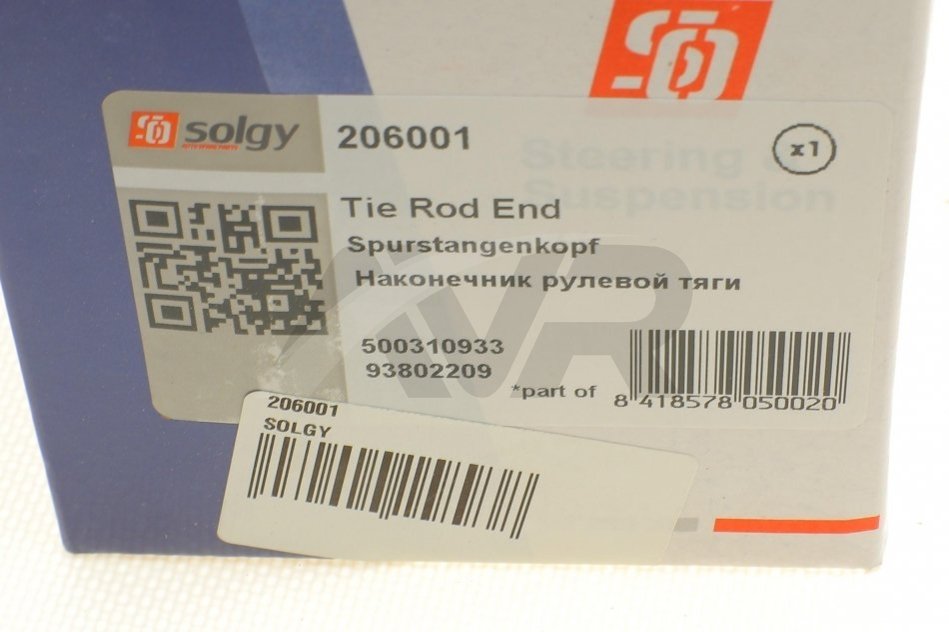 solgy
206001
x1
Steering &
Suspension
Tie Rod End
Spurstangenkopf
Наконечник рулевой тяги
500310933
93802209
*part of
8 418578 050020
206001
SOLGY
AVR